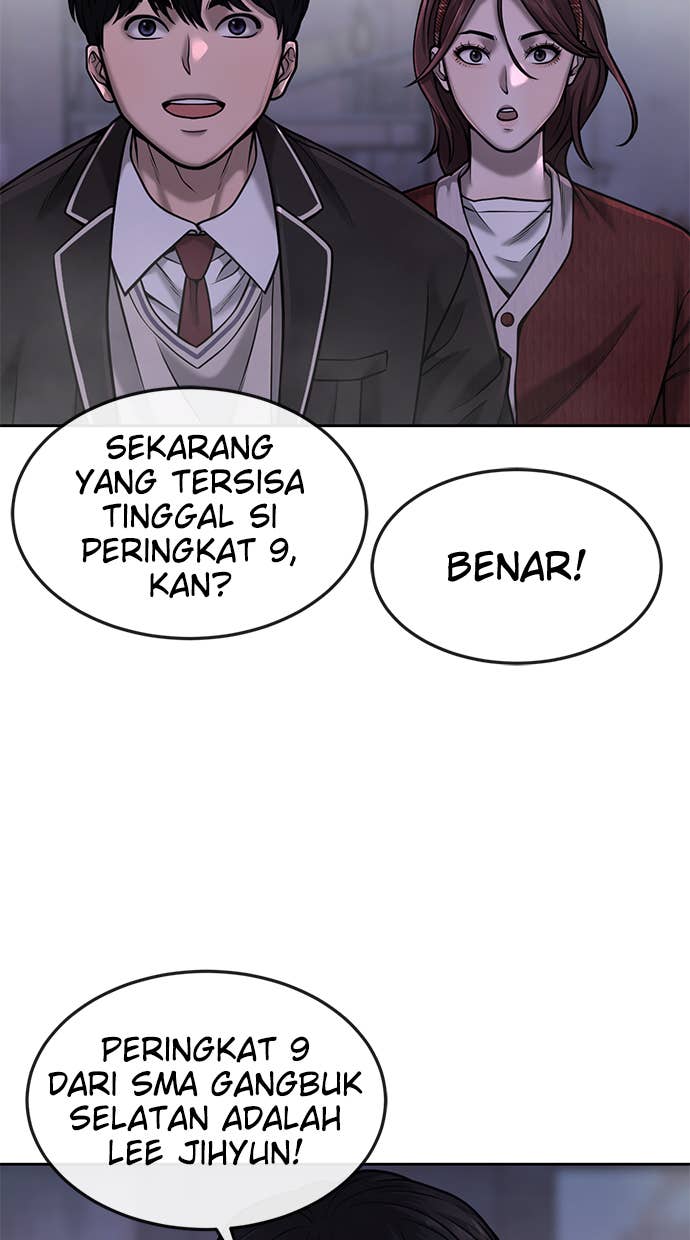 SEKARANG
YANG TERSISA
TINGGAL SI
PERINGKAT 9,
KAN?
BENAR!
PERINGKAT 9
DARI SMA GANGBUK
SELATAN ADALAH
LEE JIHYUN!